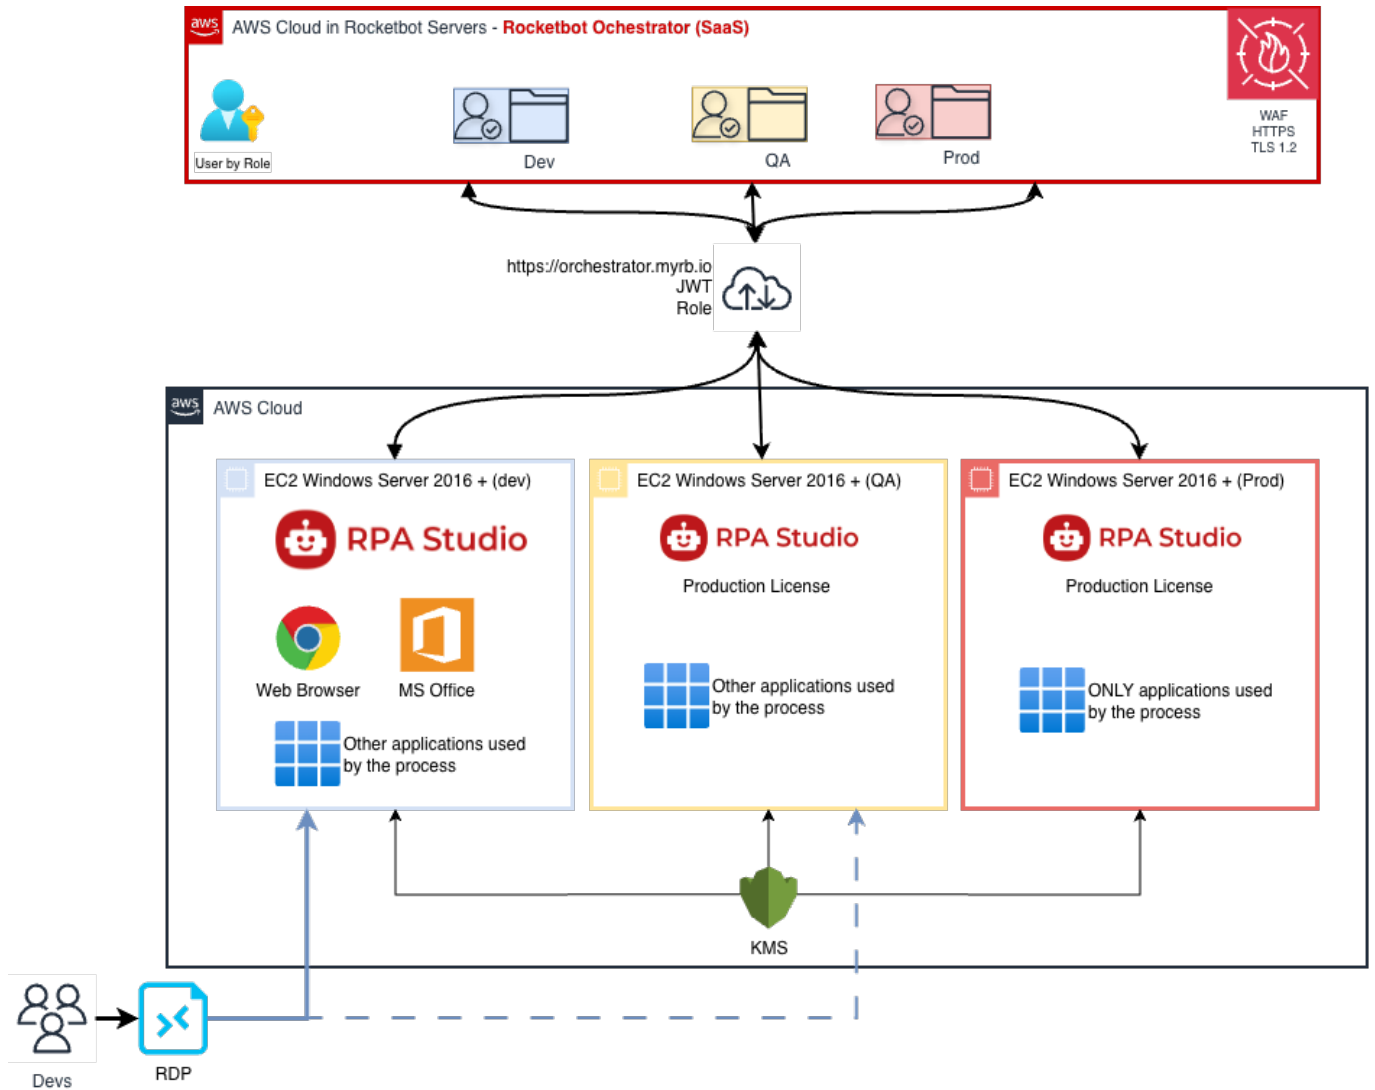 aws
AWS Cloud in Rocketbot Servers - Rocketbot Ochestrator (SaaS)
User by Role
Dev
QA
Prod
WAF
HTTPS
TLS 1.2
https://orchestrator.myrb.io
JWT
Role
aws
AWS Cloud
EC2 Windows Server 2016 + (dev)
RPA Studio
Web Browser
MS Office
Other applications used
by the process
EC2 Windows Server 2016 + (QA)
RPA Studio
Production License
Other applications used
by the process
EC2 Windows Server 2016 + (Prod)
RPA Studio
Production License
ONLY applications used
by the process
KMS
Devs
RDP